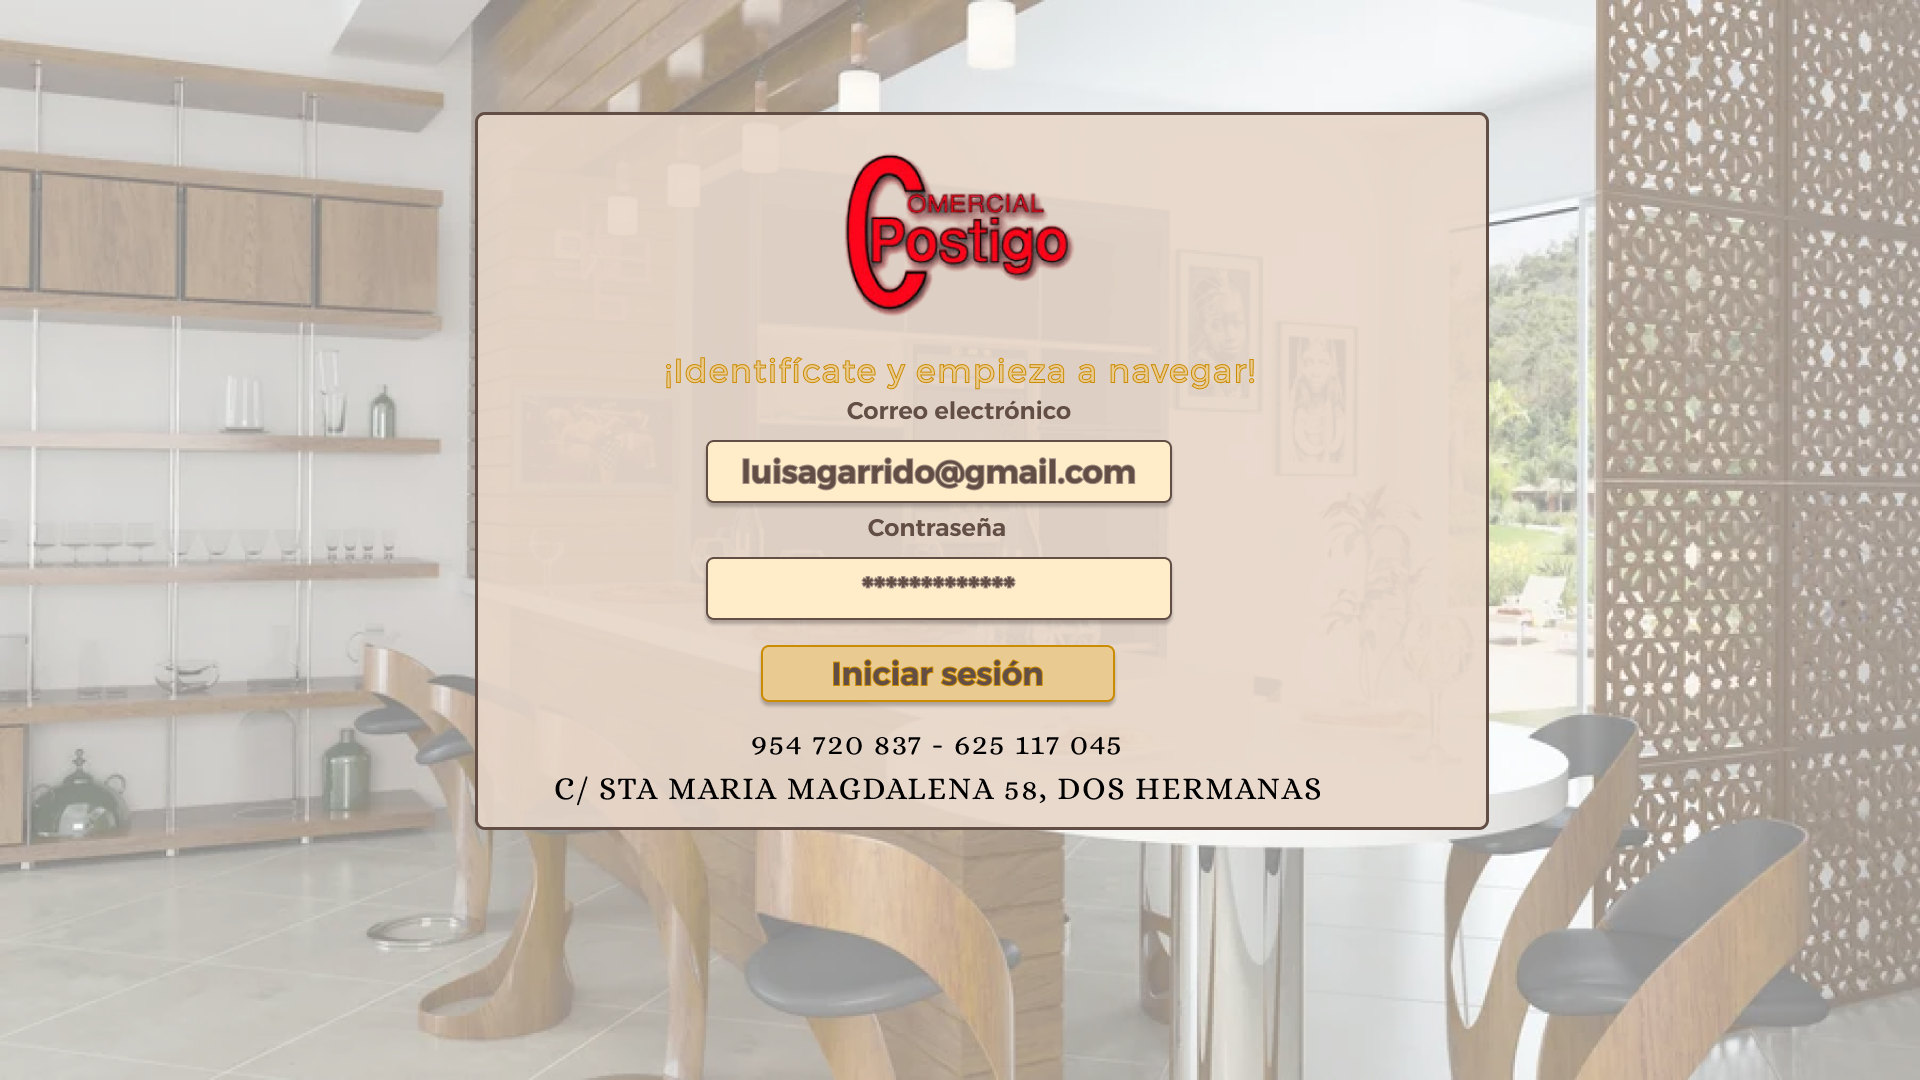 COMERCIAL
Postigo
¡Identifícate y empieza a navegar!
Correo electrónico
luisagarrido@gmail.com
Contraseña
*************
Iniciar sesión
954 720 837 - 625 117 045
C/ STA MARIA MAGDALENA 58, DOS HERMANAS